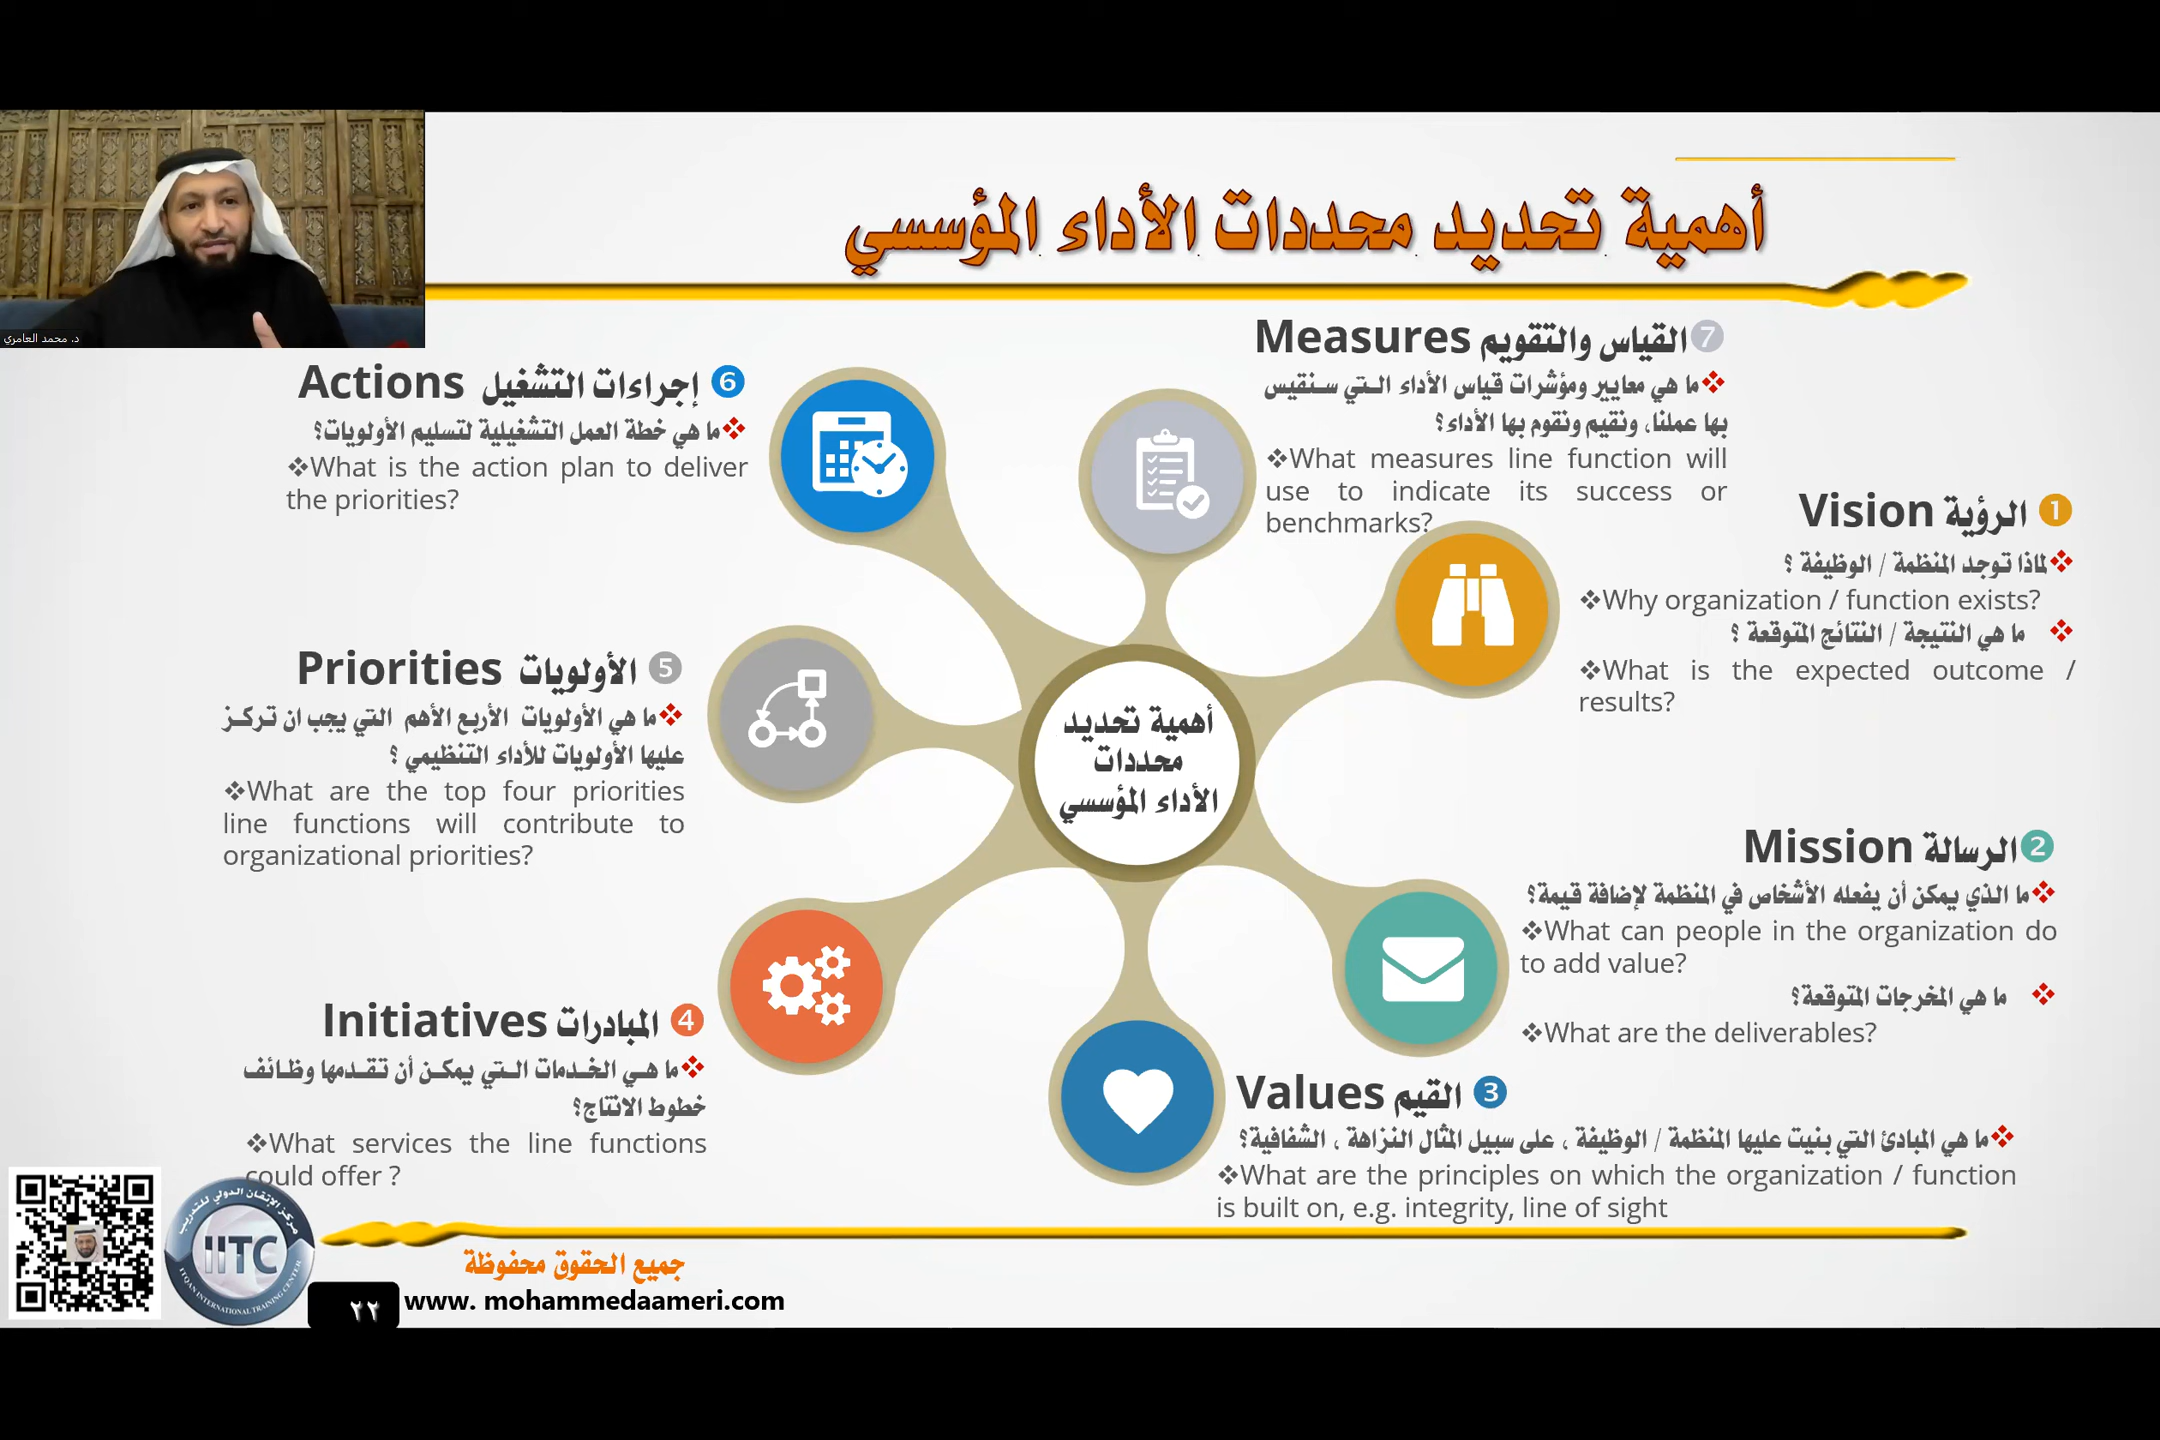 د. محمد العامري
أهمية تحديد محددات الأداء المؤسسي
7 القياس والتقويم Measures
❖ما هي معايير ومؤشرات قياس الأداء التي سنقيس
بها عملنا، ونقيم ونقوم بها الأداء؟
❖What measures line function will
use to indicate its success or
benchmarks?
1 الرؤية Vision
❖لماذا توجد المنظمة / الوظيفة ؟
❖Why organization / function exists?
❖ ما هي النتيجة / النتائج المتوقعة ؟
❖What is the expected outcome /
results?
2 الرسالة Mission
❖ما الذي يمكن أن يفعله الأشخاص في المنظمة لإضافة قيمة؟
❖What can people in the organization do
to add value?
❖ ما هي المخرجات المتوقعة؟
❖What are the deliverables?
3 القيم Values
❖ما هي المبادئ التي بنيت عليها المنظمة / الوظيفة ، على سبيل المثال النزاهة ، الشفافية؟
❖What are the principles on which the organization / function
is built on, e.g. integrity, line of sight
4 المبادرات Initiatives
❖ما هي الخدمات التي يمكن أن تقدمها وظائف
خطوط الانتاج؟
❖What services the line functions
could offer ?
5 الأولويات Priorities
❖ما هي الأولويات الأربع الأهم التي يجب ان تركز
عليها الأولويات للأداء التنظيمي ؟
❖What are the top four priorities
line functions will contribute to
organizational priorities?
6 إجراءات التشغيل Actions
❖ما هي خطة العمل التشغيلية لتسليم الأولويات؟
❖What is the action plan to deliver
the priorities?
أهمية تحديد
محددات
الأداء المؤسسي
مركز الإتقان الدولي للتدريب
IITC
ITQAN INTERNATIONAL TRAINING CENTER
جميع الحقوق محفوظة
www. mohammedaameri.com
٢٢